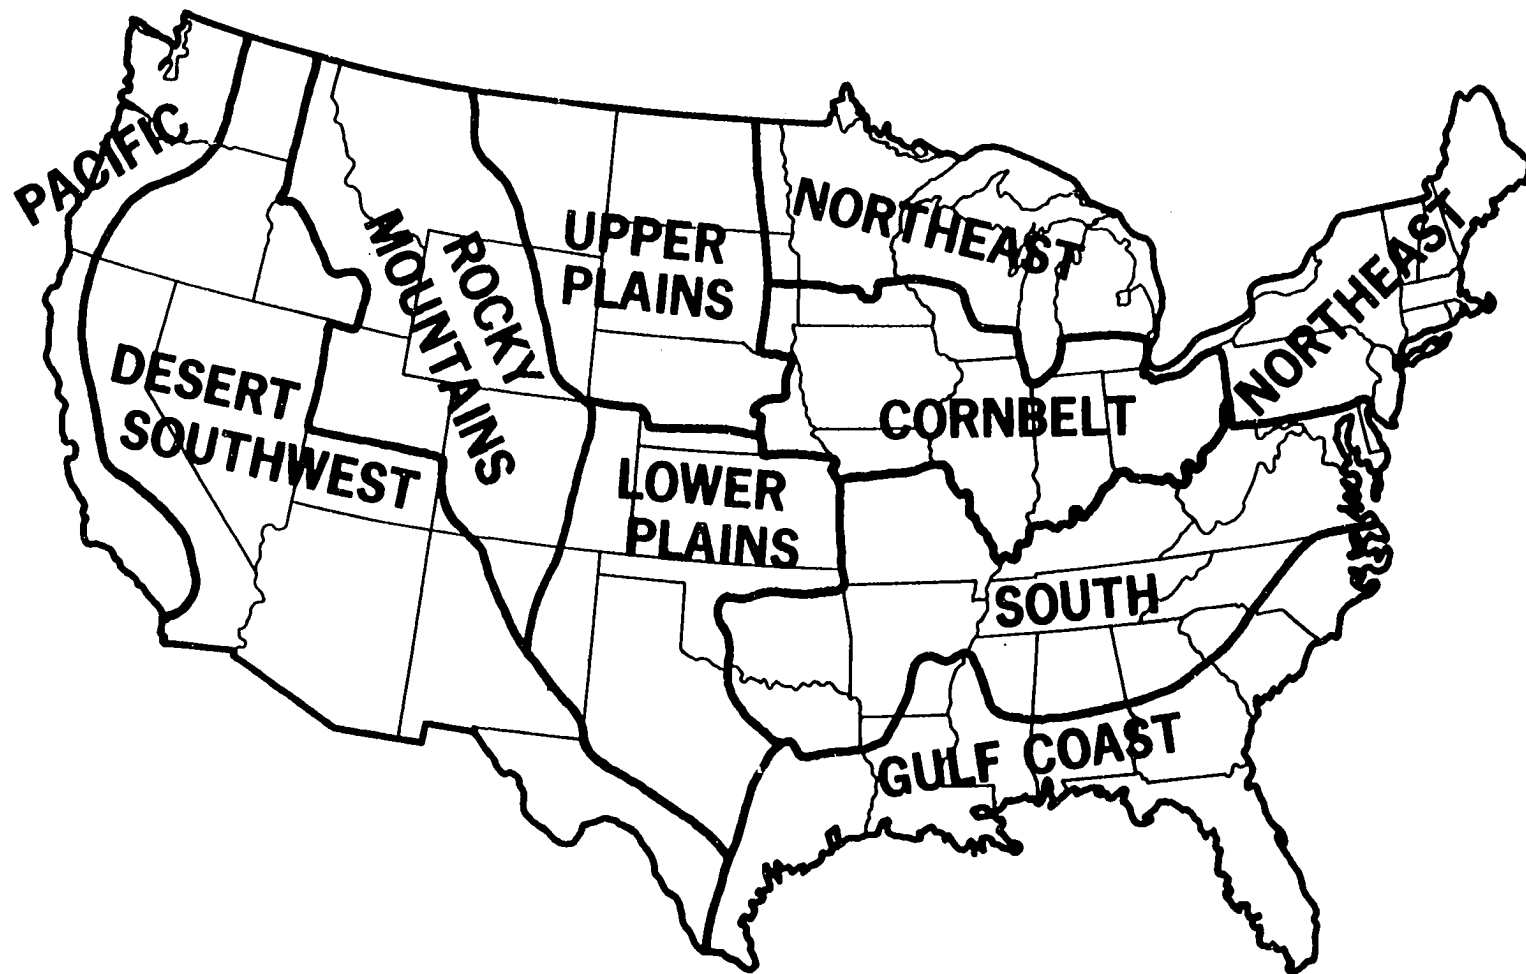 PACIFIC
DESERT
SOUTHWEST
ROCKY
MOUNTAINS
UPPER
PLAINS
LOWER
PLAINS
NORTHEAST
CORNBELT
NORTHEAST
SOUTH
GULF COAST